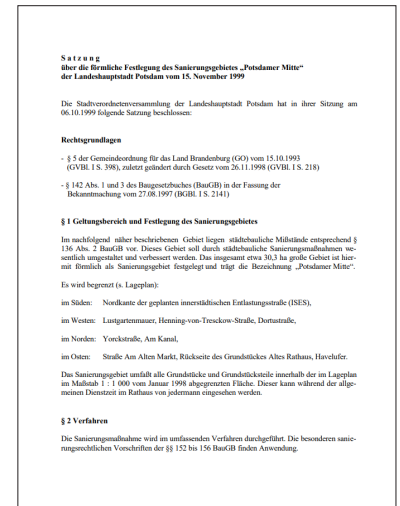 S a t z u n g
über die förmliche Festlegung des Sanierungsgebietes „Potsdamer Mitte“
der Landeshauptstadt Potsdam vom 15. November 1999
Die Stadtverordnetenversammlung der Landeshauptstadt Potsdam hat in ihrer Sitzung am
06.10.1999 folgende Satzung beschlossen:
Rechtsgrundlagen
- § 5 der Gemeindeordnung für das Land Brandenburg (GO) vom 15.10.1993
(GVBl. I S. 398), zuletzt geändert durch Gesetz vom 26.11.1998 (GVBl. I S. 218)
- § 142 Abs. 1 und 3 des Baugesetzbuches (BauGB) in der Fassung der
Bekanntmachung vom 27.08.1997 (BGBl. I S. 2141)
§ 1 Geltungsbereich und Festlegung des Sanierungsgebietes
Im nachfolgend näher beschriebenen Gebiet liegen städtebauliche Mißstände entsprechend §
136 Abs. 2 BauGB vor. Dieses Gebiet soll durch städtebauliche Sanierungsmaßnahmen we-
sentlich umgestaltet und verbessert werden. Das insgesamt etwa 30,3 ha große Gebiet ist hier-
mit förmlich als Sanierungsgebiet festgelegt und trägt die Bezeichnung „Potsdamer Mitte“.
Es wird begrenzt (s. Lageplan):
im Süden: Nordkante der geplanten innerstädtischen Entlastungsstraße (ISES),
im Westen: Lustgartenmauer, Henning-von-Tresckow-Straße, Dortustraße,
im Norden: Yorckstraße, Am Kanal,
im Osten: Straße Am Alten Markt, Rückseite des Grundstückes Altes Rathaus, Havelufer.
Das Sanierungsgebiet umfaßt alle Grundstücke und Grundstücksteile innerhalb der im Lageplan
im Maßstab 1 : 1 000 vom Januar 1998 abgegrenzten Fläche. Dieser kann während der allge-
meinen Dienstzeit im Rathaus von jedermann eingesehen werden.
§ 2 Verfahren
Die Sanierungsmaßnahme wird im umfassenden Verfahren durchgeführt. Die besonderen sanie-
rungsrechtlichen Vorschriften der §§ 152 bis 156 BauGB finden Anwendung.